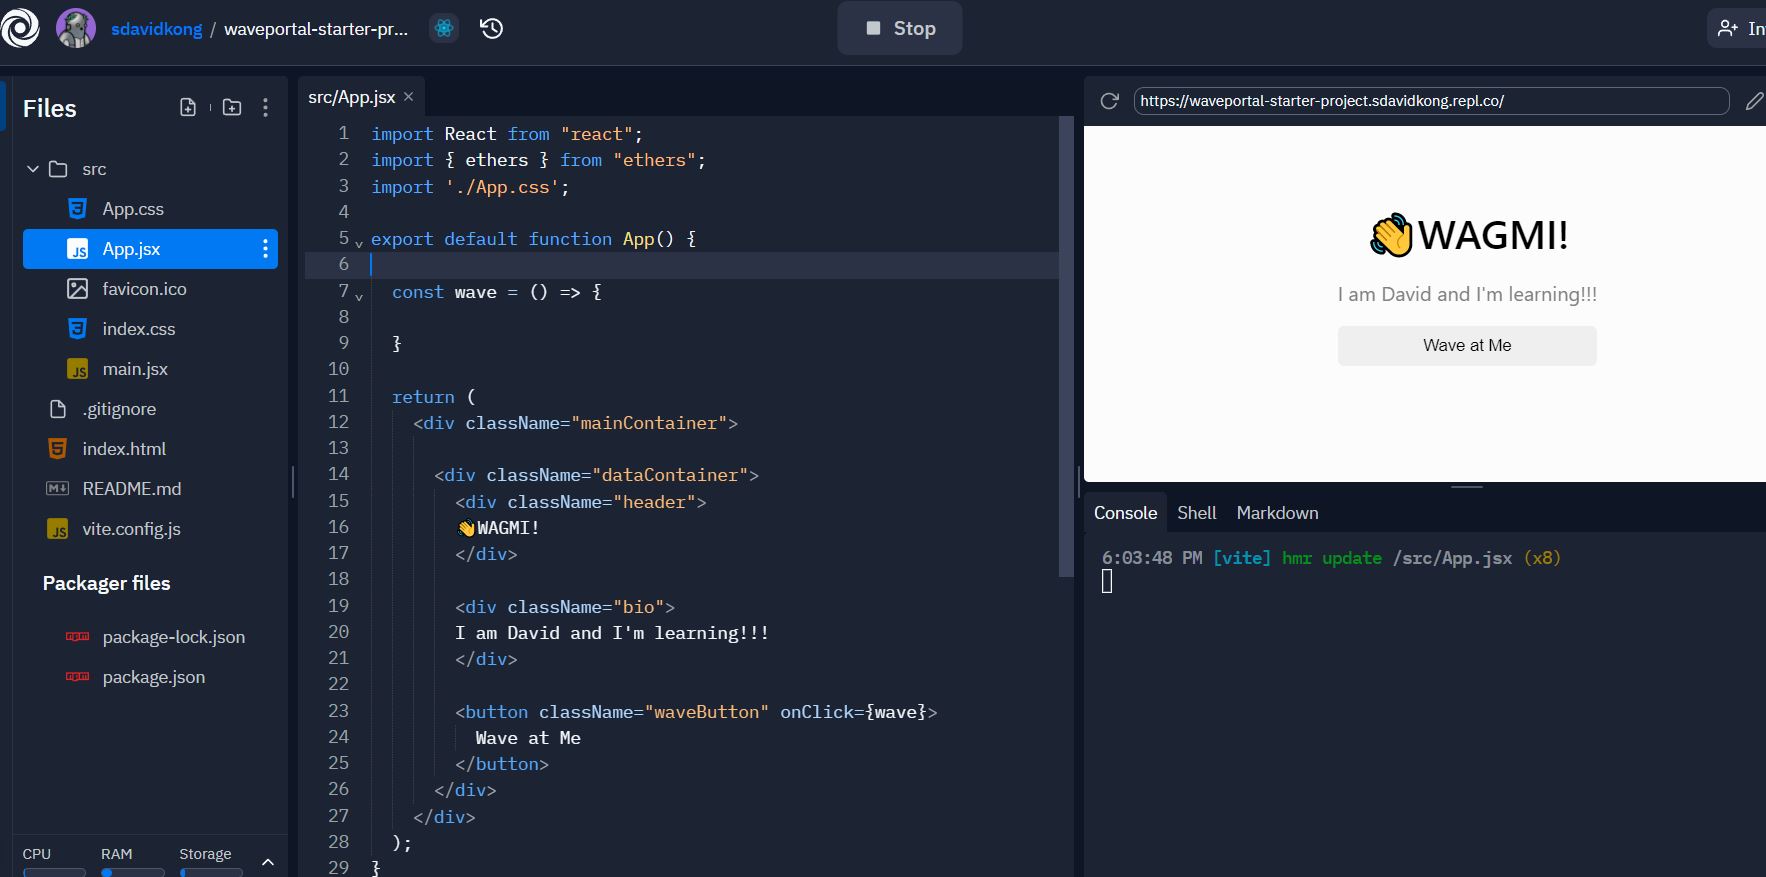 sdavidkong / waveportal-starter-pr...
Stop
Files
src
App.css
App.jsx
favicon.ico
index.css
main.jsx
.gitignore
index.html
README.md
vite.config.js
Packager files
package-lock.json
package.json
CPU RAM Storage
src/App.jsx ×
1 import React from "react";
2 import { ethers } from "ethers";
3 import './App.css';
4
5 export default function App() {
6
7 const wave = () => {
8
9 }
10
11 return (
12 <div className="mainContainer">
13
14 <div className="dataContainer">
15 <div className="header">
16 👋WAGMI!
17 </div>
18
19 <div className="bio">
20 I am David and I'm learning!!!
21 </div>
22
23 <button className="waveButton" onClick={wave}>
24 Wave at Me
25 </button>
26 </div>
27 </div>
28 );
29 }
https://waveportal-starter-project.sdavidkong.repl.co/
👋WAGMI!
I am David and I'm learning!!!
Wave at Me
Console Shell Markdown
6:03:48 PM [vite] hmr update /src/App.jsx (x8)